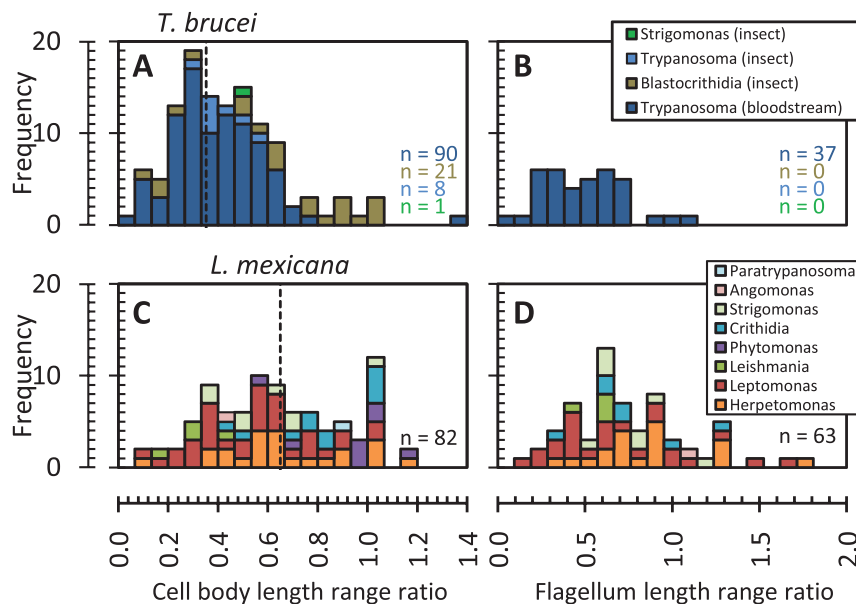 T. brucei
20
10
0
Frequency
A
n = 90
n = 21
n = 8
n = 1
B
Strigomonas (insect)
Trypanosoma (insect)
Blastocrithidia (insect)
Trypanosoma (bloodstream)
n = 37
n = 0
n = 0
n = 0
L. mexicana
20
10
0
Frequency
C
n = 82
D
Paratrypanosoma
Angomonas
Strigomonas
Crithidia
Phytomonas
Leishmania
Leptomonas
Herpetomonas
n = 63
0.0 0.2 0.4 0.6 0.8 1.0 1.2 1.4
0.0 0.5 1.0 1.5 2.0
Cell body length range ratio
Flagellum length range ratio